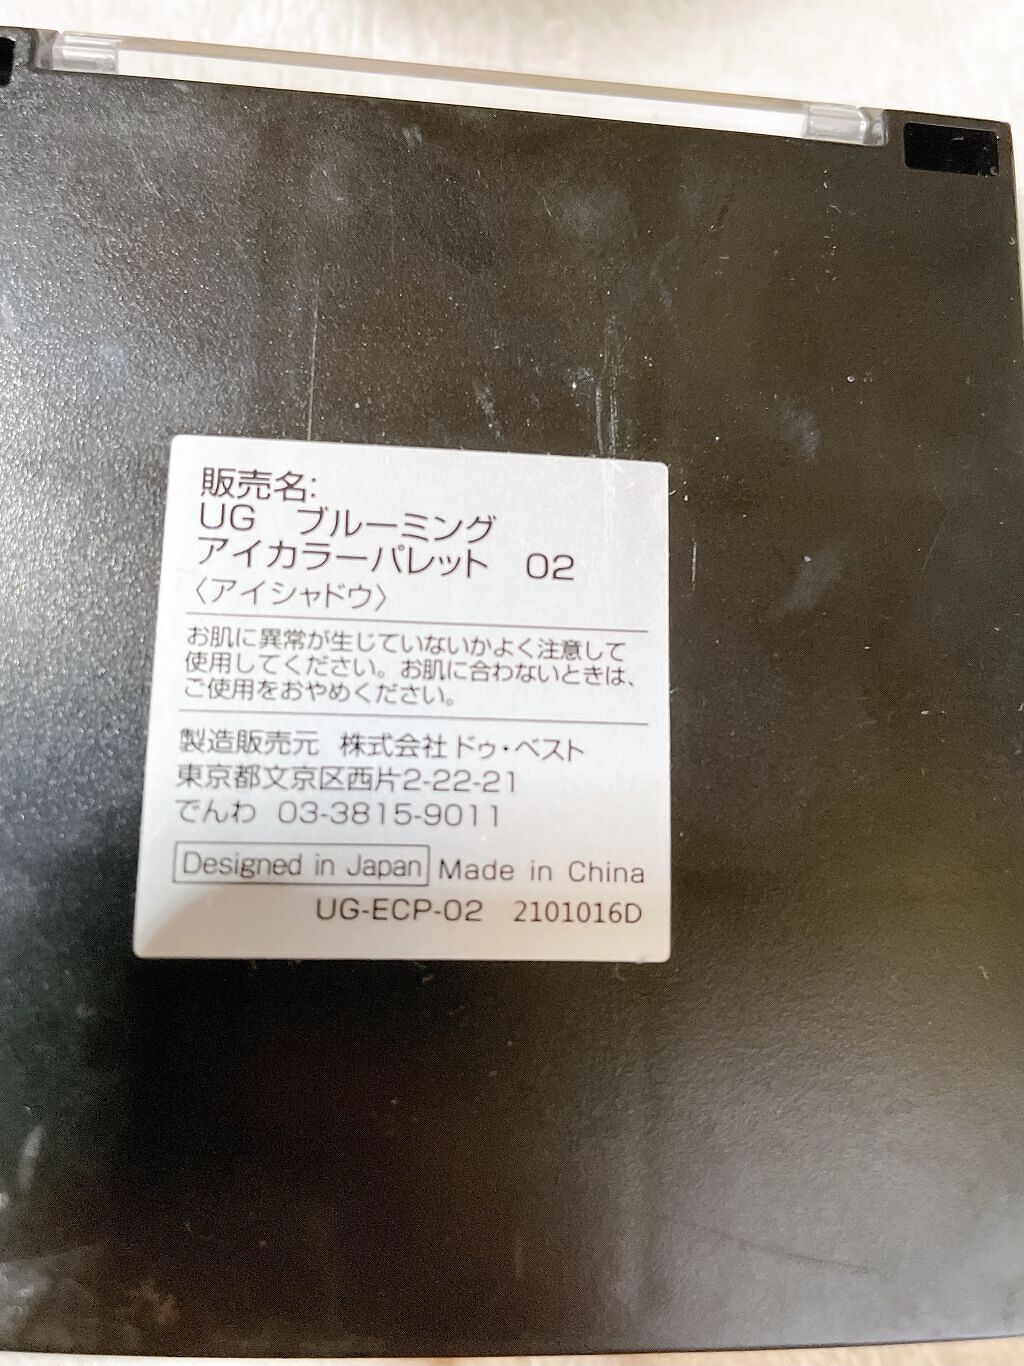 販売名:
UG ブルーミング
アイカラーパレット 02
〈アイシャドウ〉
お肌に異常が生じていないかよく注意して
使用してください。お肌に合わないときは、
ご使用をおやめください。
製造販売元 株式会社ドゥ・ベスト
東京都文京区西片2-22-21
でんわ 03-3815-9011
Designed in Japan Made in China
UG-ECP-02 2101016D